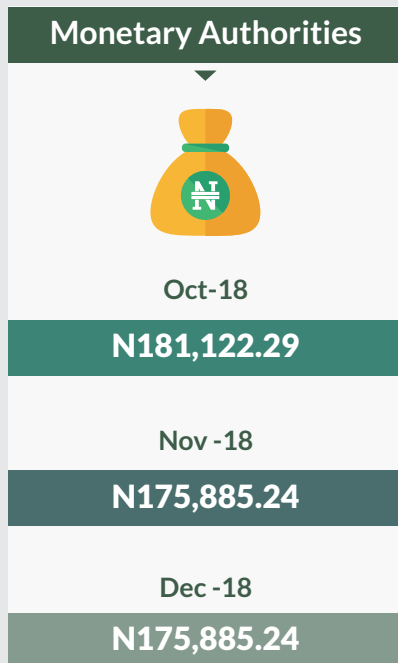 Monetary Authorities
₦
Oct-18
N181,122.29
Nov -18
N175,885.24
Dec -18
N175,885.24